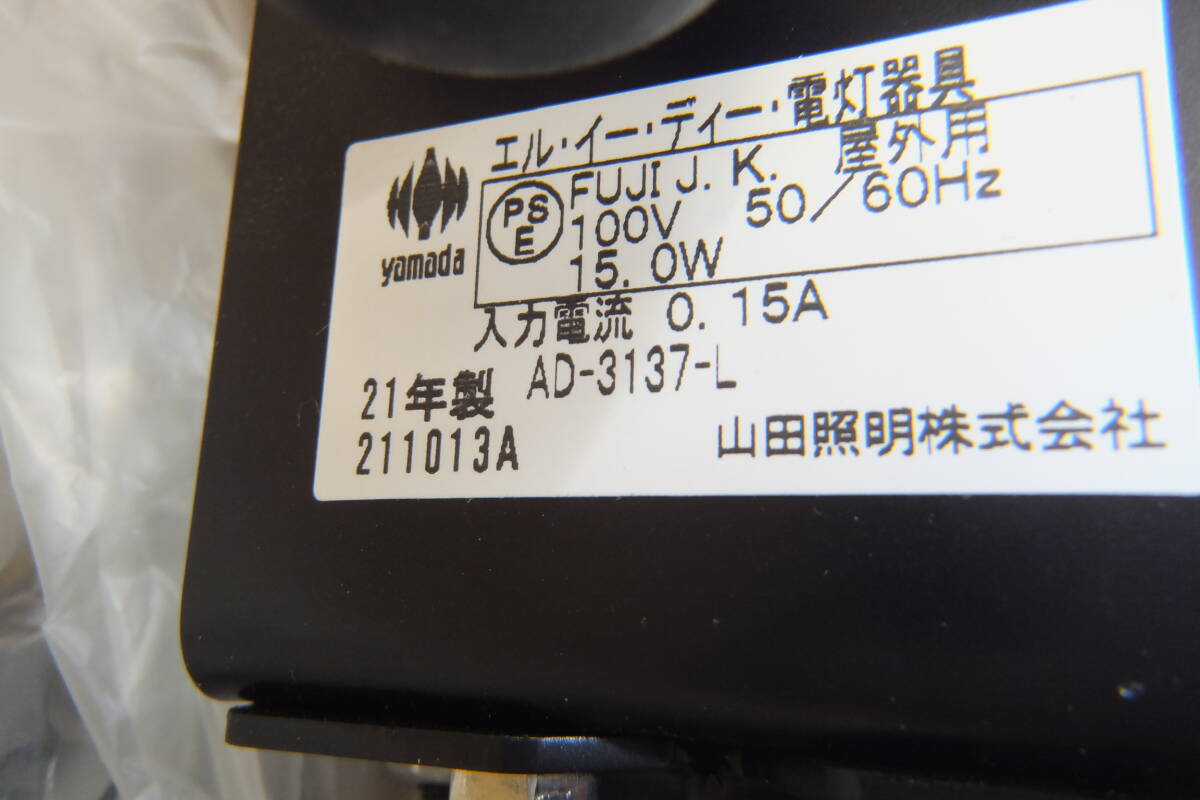 エル・イー・ディー・電灯器具
屋外用
PS
E
FUJI J. K.
100V 50/60Hz
15. 0W
yamada
入力電流 0. 15A
21年製 AD-3137-L
211013A
山田照明株式会社